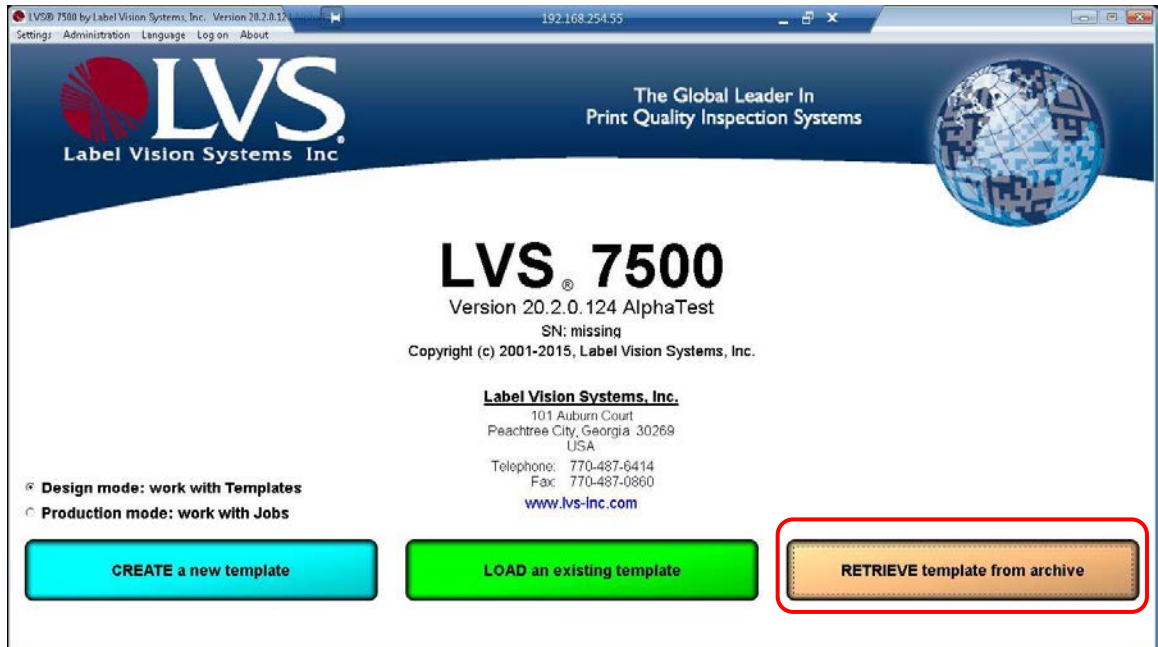 LVS® 7500 by Label Vision Systems, Inc. Version 20.2.0.12
192.168.254.55
Settings Administration Language Log on About
LVS
Label Vision Systems Inc
The Global Leader In
Print Quality Inspection Systems
LVS® 7500
Version 20.2.0.124 AlphaTest
SN: missing
Copyright (c) 2001-2015, Label Vision Systems, Inc.
Label Vision Systems, Inc.
101 Auburn Court
Peachtree City, Georgia 30269
USA
Telephone: 770-487-6414
Fax: 770-487-0860
www.lvs-inc.com
Design mode: work with Templates
Production mode: work with Jobs
CREATE a new template
LOAD an existing template
RETRIEVE template from archive